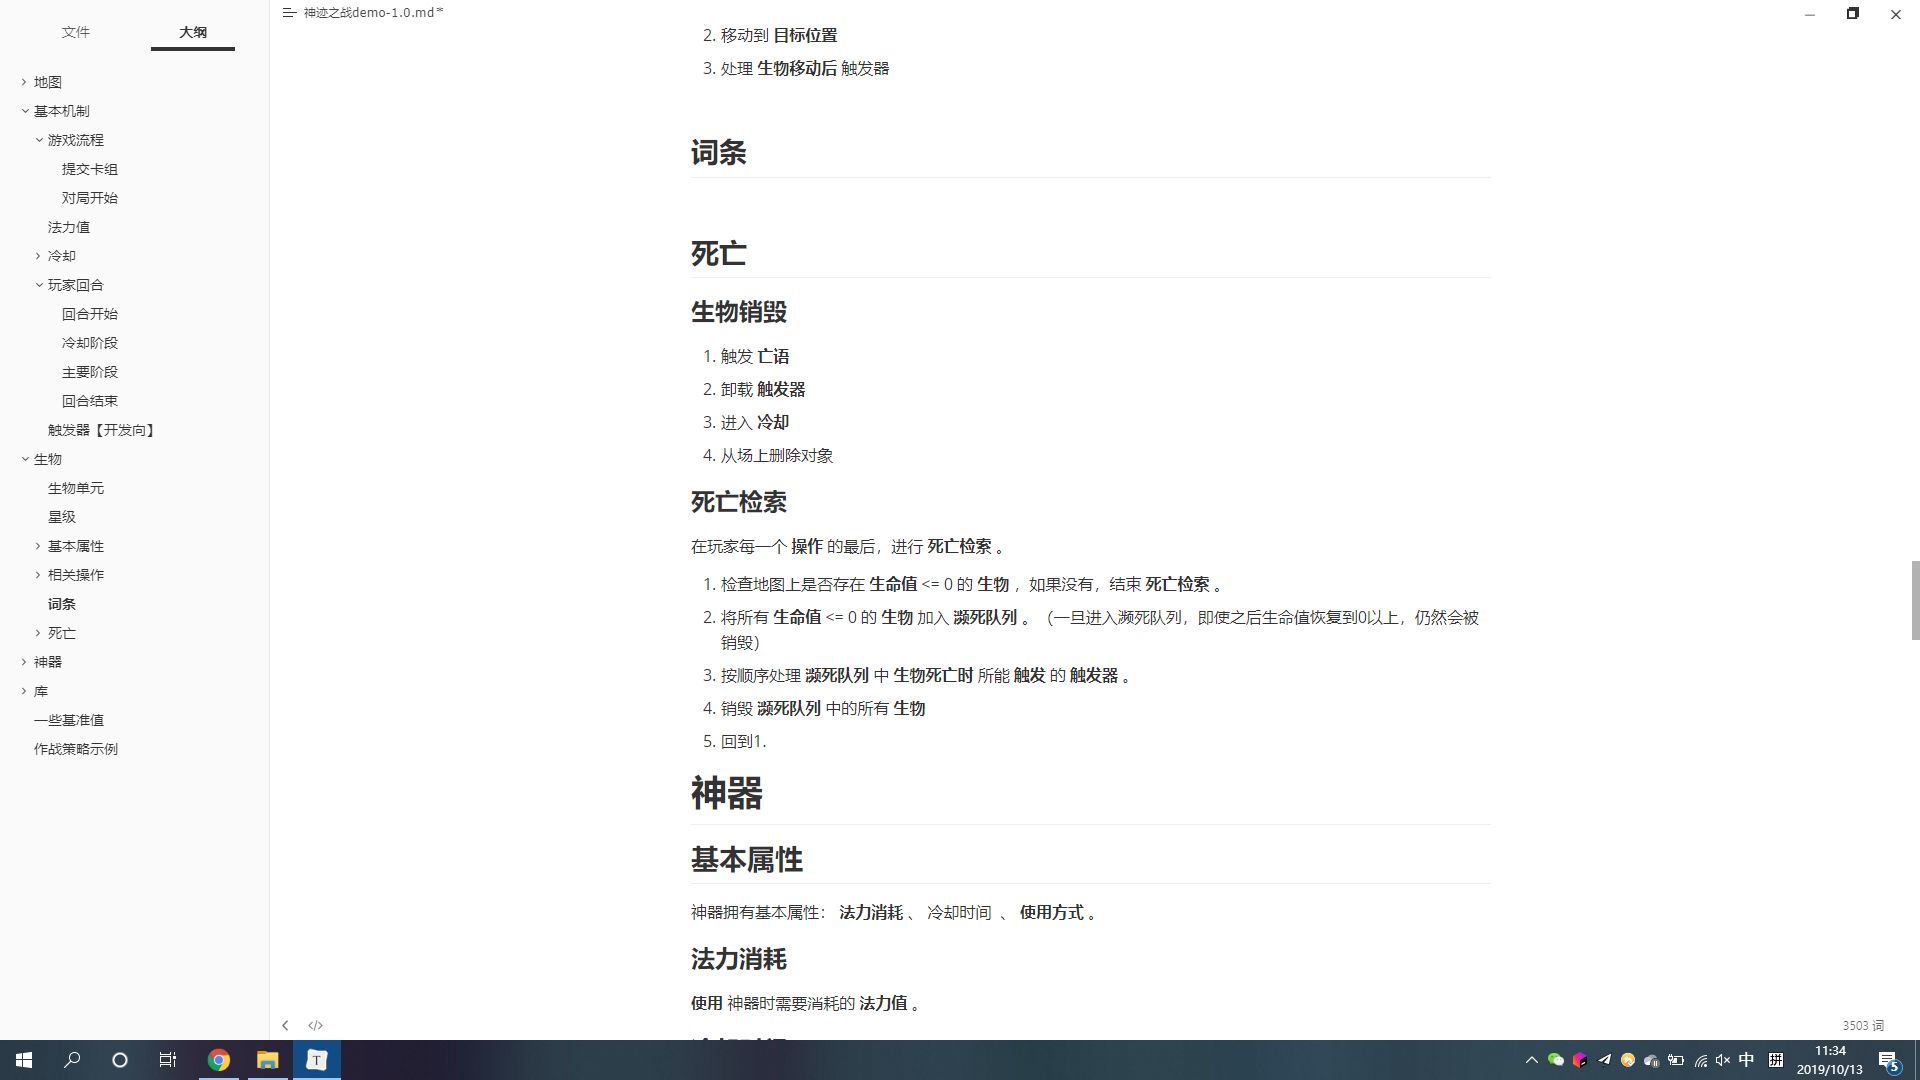 文件
大纲
地图
基本机制
游戏流程
提交卡组
对局开始
法力值
冷却
玩家回合
回合开始
冷却阶段
主要阶段
回合结束
触发器【开发向】
生物
生物单元
星级
基本属性
相关操作
词条
死亡
神器
库
一些基准值
作战策略示例
神迹之战demo-1.0.md*
2. 移动到 目标位置
3. 处理 生物移动后 触发器
词条
死亡
生物销毁
1. 触发 亡语
2. 卸载 触发器
3. 进入 冷却
4. 从场上删除对象
死亡检索
在玩家每一个 操作 的最后，进行 死亡检索 。
1. 检查地图上是否存在 生命值 <= 0 的 生物 ，如果没有，结束 死亡检索 。
2. 将所有 生命值 <= 0 的 生物 加入 濒死队列 。（一旦进入濒死队列，即使之后生命值恢复到0以上，仍然会被
销毁）
3. 按顺序处理 濒死队列 中 生物死亡时 所能 触发 的 触发器 。
4. 销毁 濒死队列 中的所有 生物
5. 回到1.
神器
基本属性
神器拥有基本属性： 法力消耗 、 冷却时间 、 使用方式 。
法力消耗
使用 神器时需要消耗的 法力值 。
3503 词
T
中
拼
11:34
2019/10/13
5